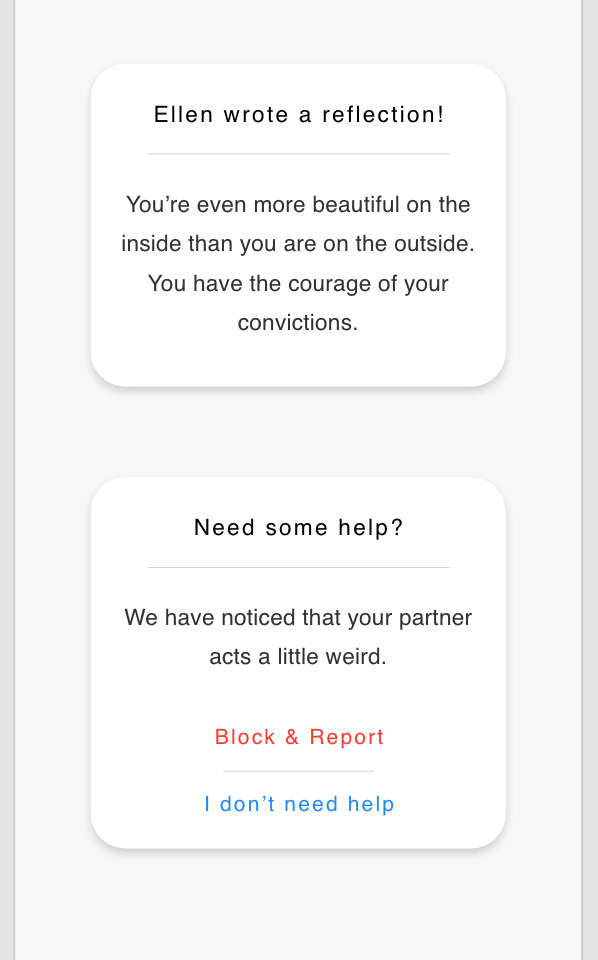 Ellen wrote a reflection!
You’re even more beautiful on the
inside than you are on the outside.
You have the courage of your
convictions.
Need some help?
We have noticed that your partner
acts a little weird.
Block & Report
I don’t need help